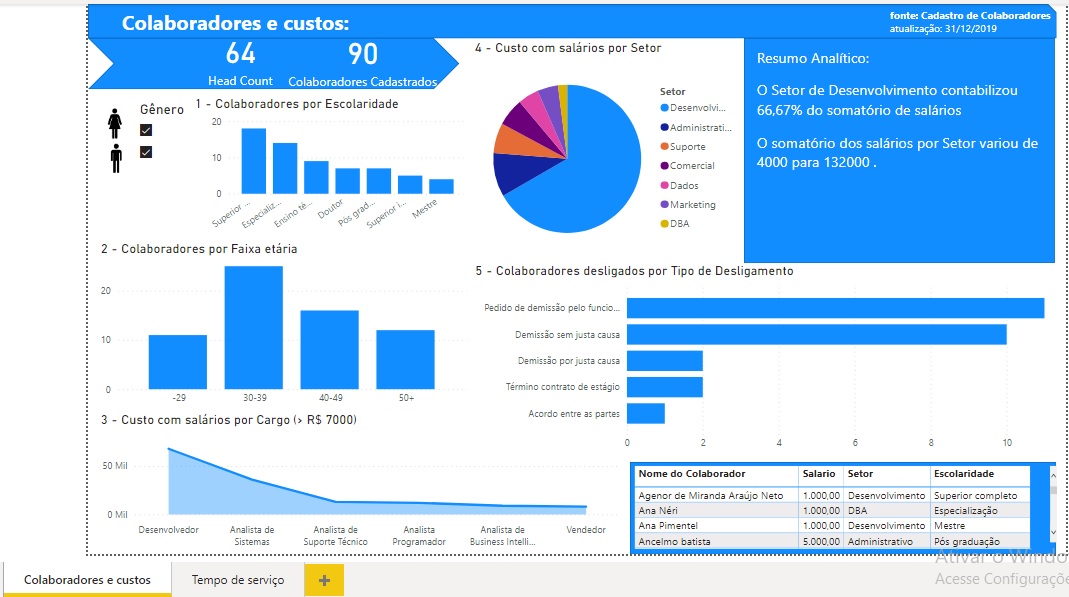 Colaboradores e custos:
fonte: Cadastro de Colaboradores
atualização: 31/12/2019
64
Head Count
90
Colaboradores Cadastrados
Gênero
1 - Colaboradores por Escolaridade
20
10
0
Superior ...
Especializ...
Ensino té...
Doutor
Pós grad...
Superior i...
Mestre
2 - Colaboradores por Faixa etária
20
10
0
-29
30-39
40-49
50+
3 - Custo com salários por Cargo (> R$ 7000)
50 Mil
0 Mil
Desenvolvedor
Analista de
Sistemas
Analista de
Suporte Técnico
Analista
Programador
Analista de
Business Intelli...
Vendedor
4 - Custo com salários por Setor
Setor
Desenvolvi...
Administrati...
Suporte
Comercial
Dados
Marketing
DBA
Resumo Analítico:
O Setor de Desenvolvimento contabilizou
66,67% do somatório de salários
O somatório dos salários por Setor variou de
4000 para 132000 .
5 - Colaboradores desligados por Tipo de Desligamento
Pedido de demissão pelo funcio...
Demissão sem justa causa
Demissão por justa causa
Término contrato de estágio
Acordo entre as partes
0 2 4 6 8 10
Nome do Colaborador Salario Setor Escolaridade
Agenor de Miranda Araújo Neto 1.000,00 Desenvolvimento Superior completo
Ana Néri 1.000,00 DBA Especialização
Ana Pimentel 1.000,00 Desenvolvimento Mestre
Ancelmo batista 5.000,00 Administrativo Pós graduação
Ativar o Windo
Acesse Configuraçõe
Colaboradores e custos
Tempo de serviço
+